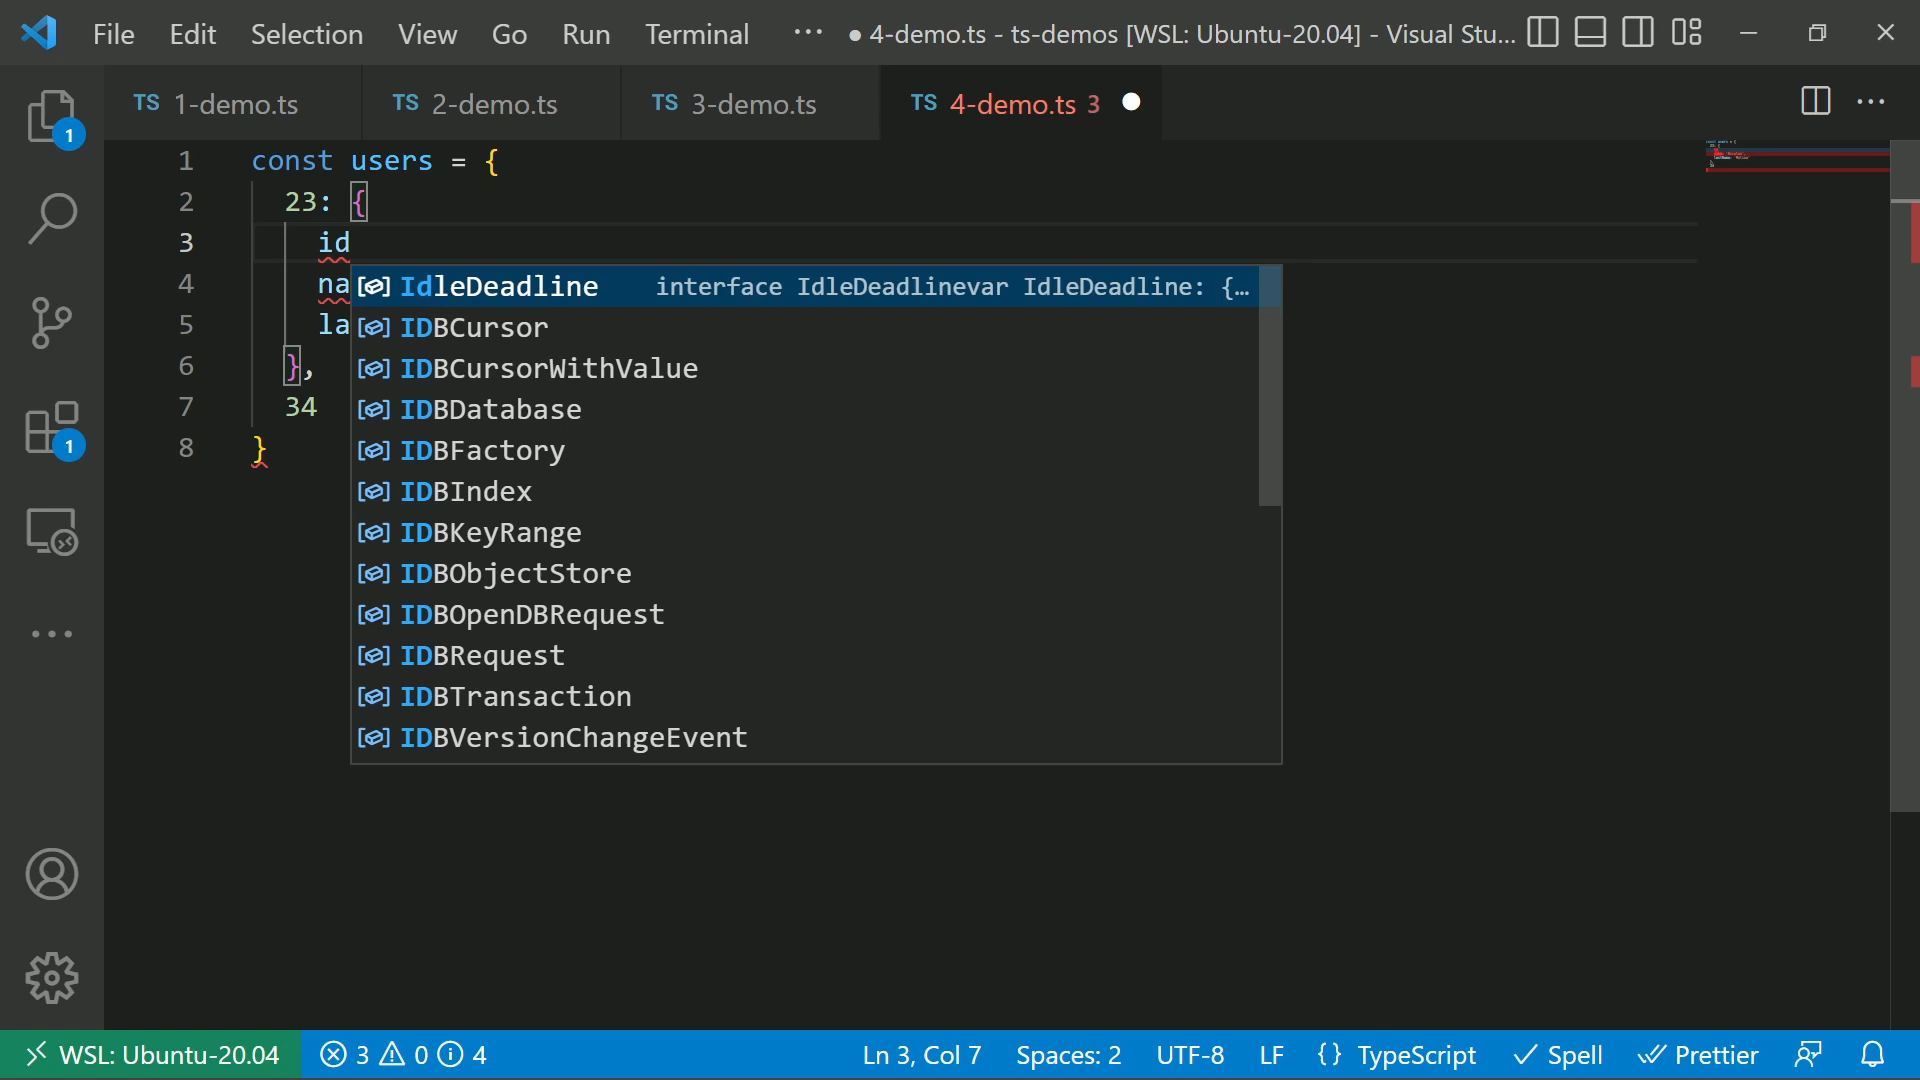 File Edit Selection View Go Run Terminal ··· ● 4-demo.ts - ts-demos [WSL: Ubuntu-20.04] - Visual Stu...
TS 1-demo.ts TS 2-demo.ts TS 3-demo.ts TS 4-demo.ts 3
1 const users = {
2 23: {
3 id
4 na
5 la
6 },
7 34
8 }
IdleDeadline interface IdleDeadlinevar IdleDeadline: {…
IDBCursor
IDBCursorWithValue
IDBDatabase
IDBFactory
IDBIndex
IDBKeyRange
IDBObjectStore
IDBOpenDBRequest
IDBRequest
IDBTransaction
IDBVersionChangeEvent
1
1
WSL: Ubuntu-20.04 3 0 4 Ln 3, Col 7 Spaces: 2 UTF-8 LF {} TypeScript Spell Prettier